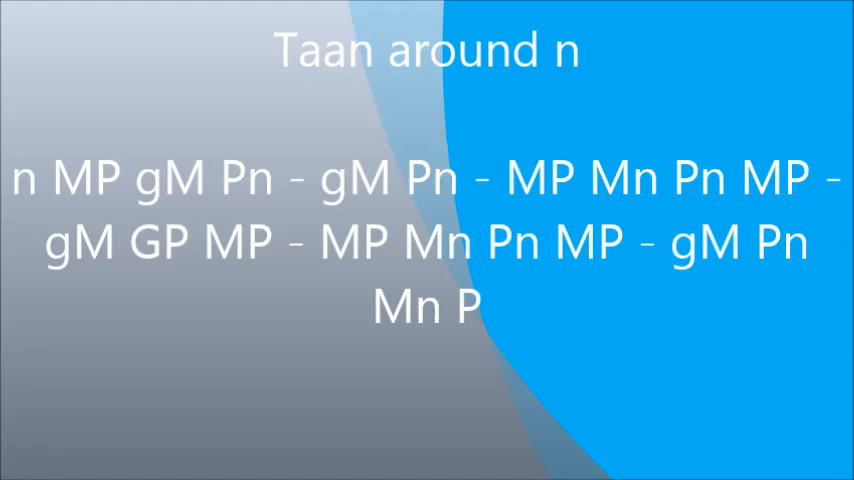 Taan around n
n MP gM Pn - gM Pn - MP Mn Pn MP -
gM GP MP - MP Mn Pn MP - gM Pn
Mn P